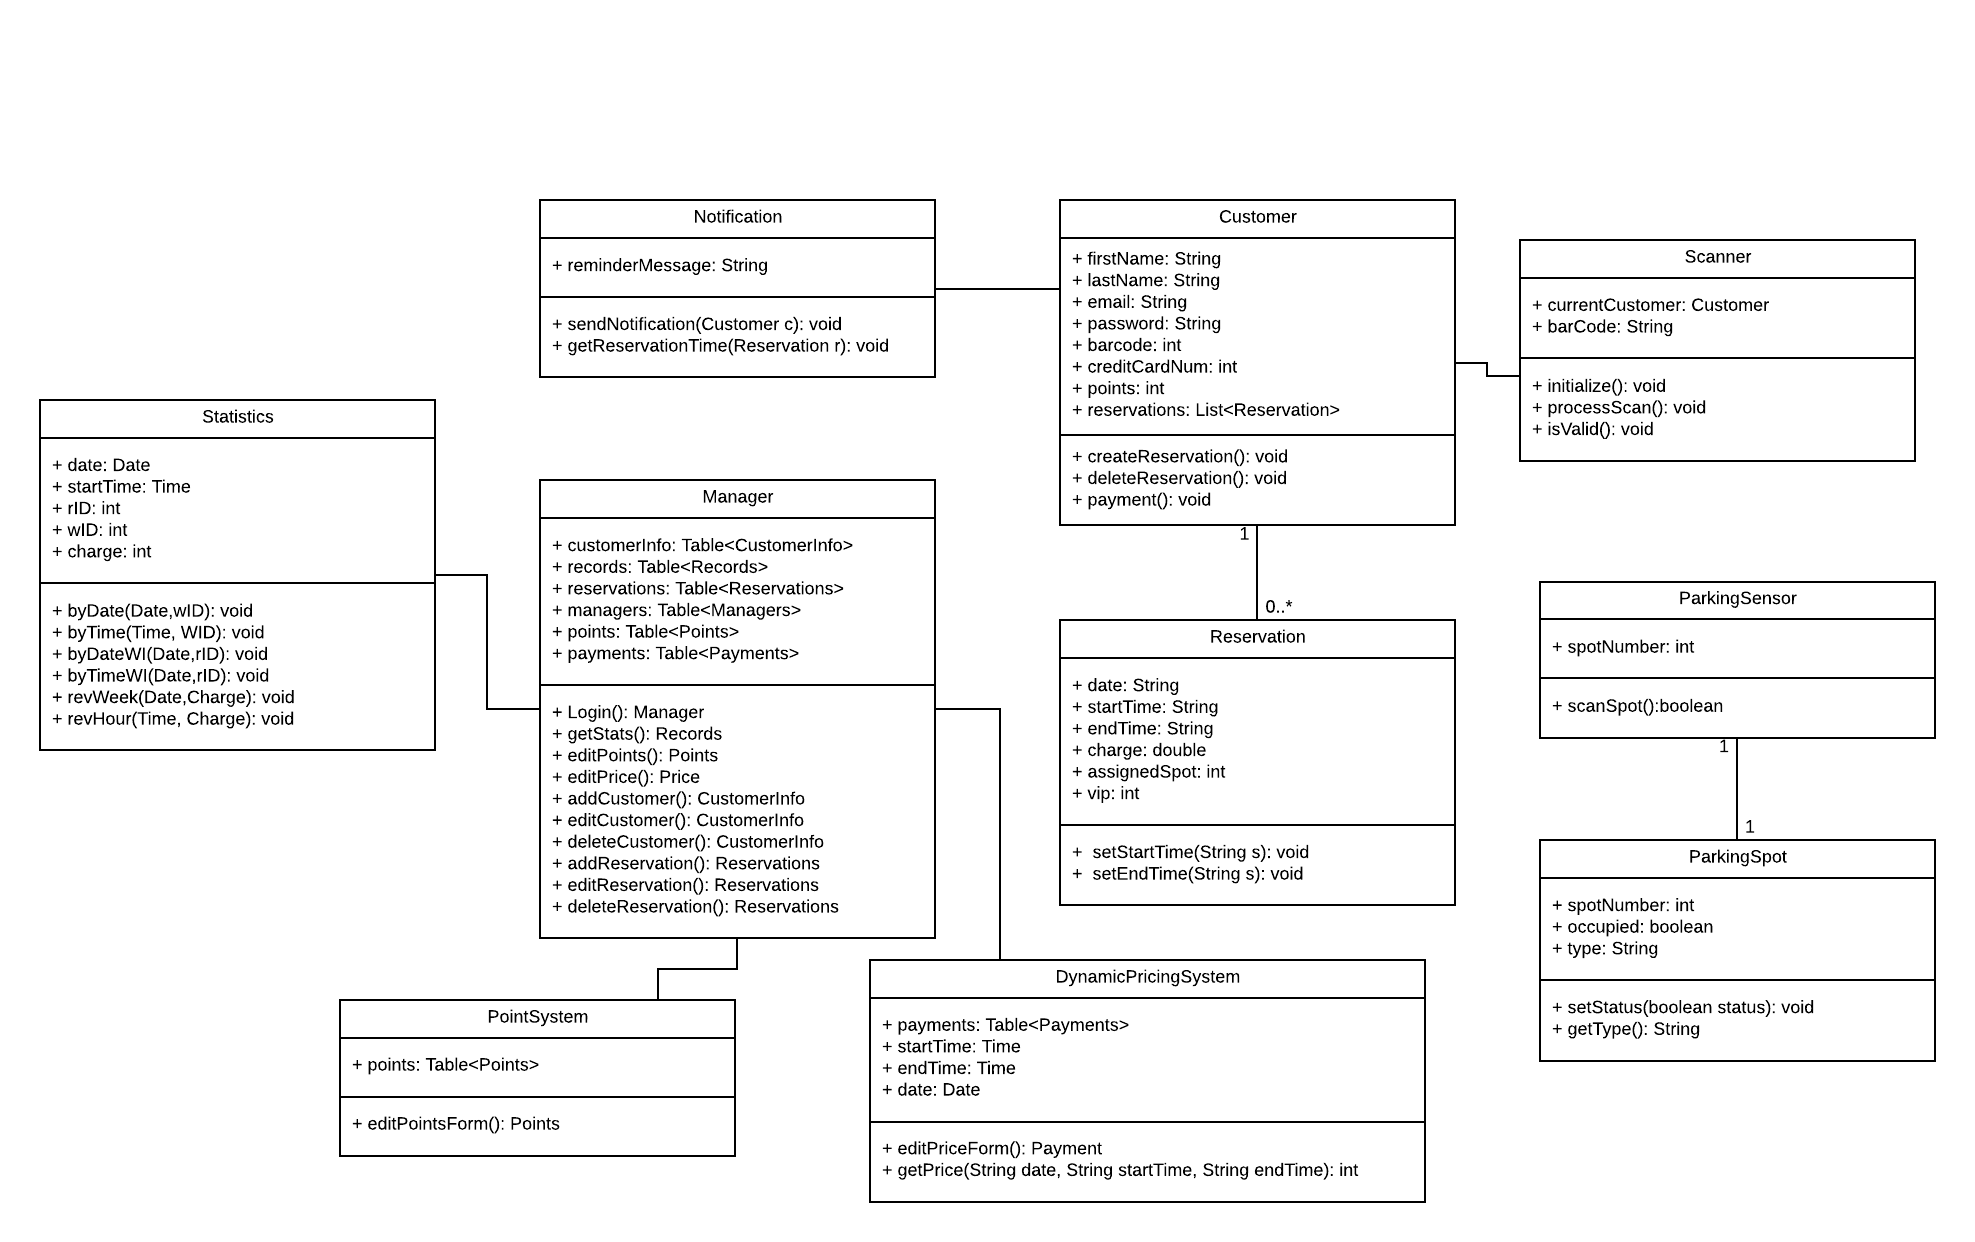 Notification
+ reminderMessage: String
+ sendNotification(Customer c): void
+ getReservationTime(Reservation r): void
Customer
+ firstName: String
+ lastName: String
+ email: String
+ password: String
+ barcode: int
+ creditCardNum: int
+ points: int
+ reservations: List<Reservation>
+ createReservation(): void
+ deleteReservation(): void
+ payment(): void
Scanner
+ currentCustomer: Customer
+ barCode: String
+ initialize(): void
+ processScan(): void
+ isValid(): void
Statistics
+ date: Date
+ startTime: Time
+ rID: int
+ wID: int
+ charge: int
+ byDate(Date,wID): void
+ byTime(Time, WID): void
+ byDateWI(Date,rID): void
+ byTimeWI(Date,rID): void
+ revWeek(Date,Charge): void
+ revHour(Time, Charge): void
Manager
+ customerInfo: Table<CustomerInfo>
+ records: Table<Records>
+ reservations: Table<Reservations>
+ managers: Table<Managers>
+ points: Table<Points>
+ payments: Table<Payments>
+ Login(): Manager
+ getStats(): Records
+ editPoints(): Points
+ editPrice(): Price
+ addCustomer(): CustomerInfo
+ editCustomer(): CustomerInfo
+ deleteCustomer(): CustomerInfo
+ addReservation(): Reservations
+ editReservation(): Reservations
+ deleteReservation(): Reservations
1
0..*
Reservation
+ date: String
+ startTime: String
+ endTime: String
+ charge: double
+ assignedSpot: int
+ vip: int
+ setStartTime(String s): void
+ setEndTime(String s): void
ParkingSensor
+ spotNumber: int
+ scanSpot():boolean
1
1
ParkingSpot
+ spotNumber: int
+ occupied: boolean
+ type: String
+ setStatus(boolean status): void
+ getType(): String
PointSystem
+ points: Table<Points>
+ editPointsForm(): Points
DynamicPricingSystem
+ payments: Table<Payments>
+ startTime: Time
+ endTime: Time
+ date: Date
+ editPriceForm(): Payment
+ getPrice(String date, String startTime, String endTime): int